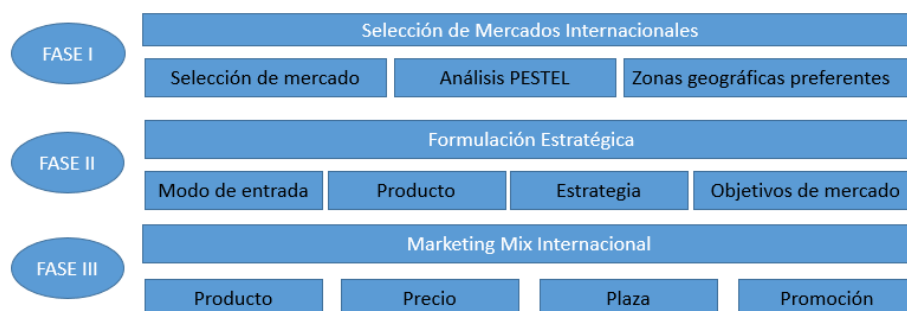 FASE I
Selección de Mercados Internacionales
Selección de mercado
Análisis PESTEL
Zonas geográficas preferentes
FASE II
Formulación Estratégica
Modo de entrada
Producto
Estrategia
Objetivos de mercado
FASE III
Marketing Mix Internacional
Producto
Precio
Plaza
Promoción